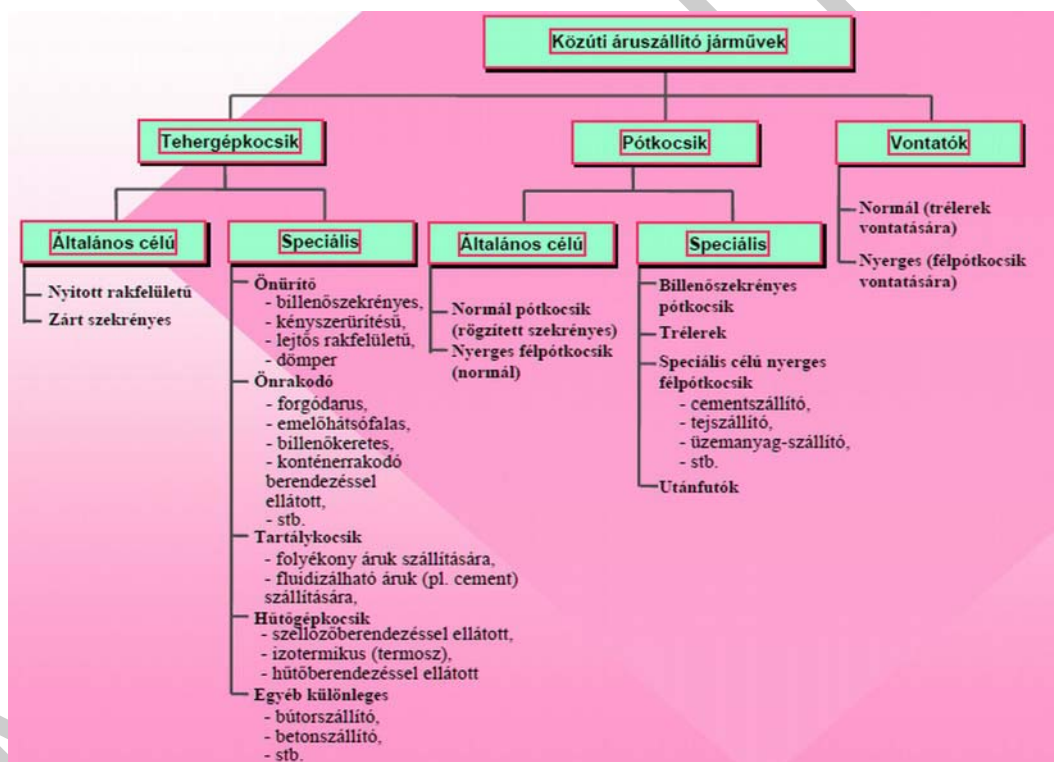 Közúti áruszállító járművek
Tehergépkocsik
Pótkocsik
Vontatók
Általános célú
Speciális
Általános célú
Speciális
Nyitott rakfelületű
Zárt szekrényes
Önürítő
- billenőszekrényes,
- kényszerürítésű,
- lejtős rakfelületű,
- dömper
Önrakodó
- forgódarus,
- emelőhátsófalas,
- billenőkeretes,
- konténerrakodó
berendezéssel
ellátott,
- stb.
Tartálykocsik
- folyékony áruk szállítására,
- fluidizálható áruk (pl. cement)
szállítására,
Hűtőgépkocsik
- szellőzőberendezéssel ellátott,
- izotermikus (termosz),
- hűtőberendezéssel ellátott
Egyéb különleges
- bútorszállító,
- betonszállító,
- stb.
Normál pótkocsik
(rögzített szekrényes)
Nyerges félpótkocsik
(normál)
Billenőszekrényes
pótkocsik
Trélerek
Speciális célú nyerges
félpótkocsik
- cementszállító,
- tejszállító,
- üzemanyag-szállító,
- stb.
Utánfutók
Normál (trélerek
vontatására)
Nyerges (félpótkocsik
vontatására)